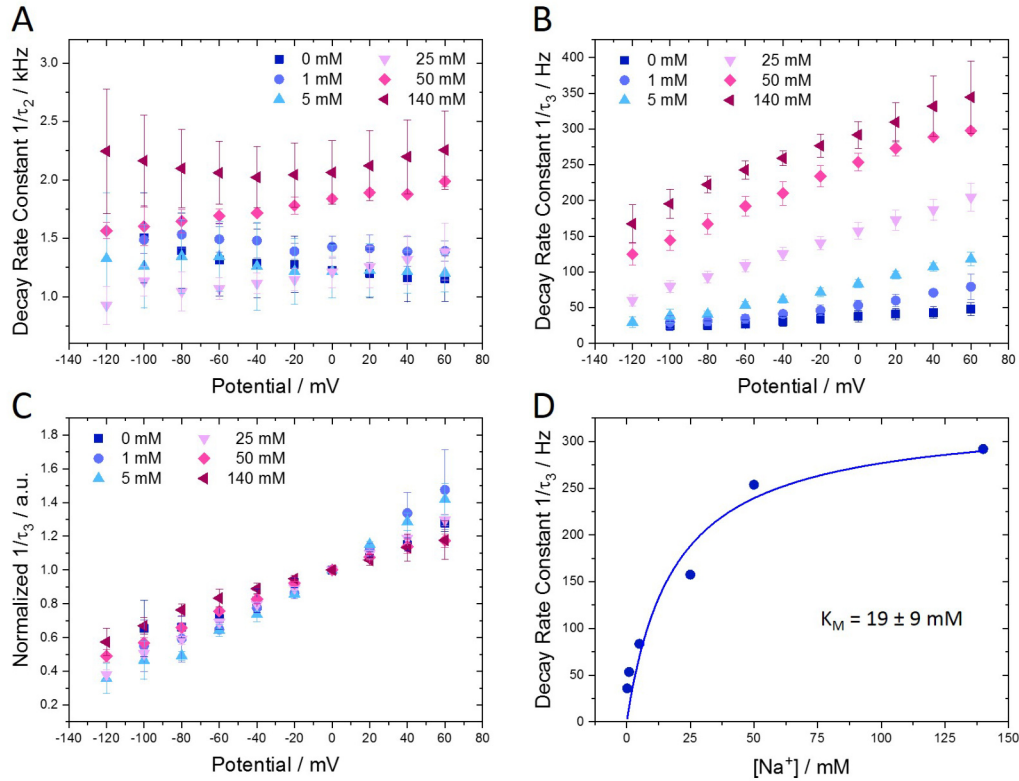 A
Decay Rate Constant 1/τ₂ / kHz
3.0
2.5
2.0
1.5
1.0
0 mM
1 mM
5 mM
25 mM
50 mM
140 mM
-140 -120 -100 -80 -60 -40 -20 0 20 40 60 80
Potential / mV
B
Decay Rate Constant 1/τ₃ / Hz
400
350
300
250
200
150
100
50
0
0 mM
1 mM
5 mM
25 mM
50 mM
140 mM
-140 -120 -100 -80 -60 -40 -20 0 20 40 60 80
Potential / mV
C
Normalized 1/τ₃ / a.u.
1.8
1.6
1.4
1.2
1.0
0.8
0.6
0.4
0.2
0 mM
1 mM
5 mM
25 mM
50 mM
140 mM
-140 -120 -100 -80 -60 -40 -20 0 20 40 60 80
Potential / mV
D
Decay Rate Constant 1/τ₃ / Hz
300
250
200
150
100
50
0
K_M = 19 ± 9 mM
0 25 50 75 100 125 150
[Na⁺] / mM